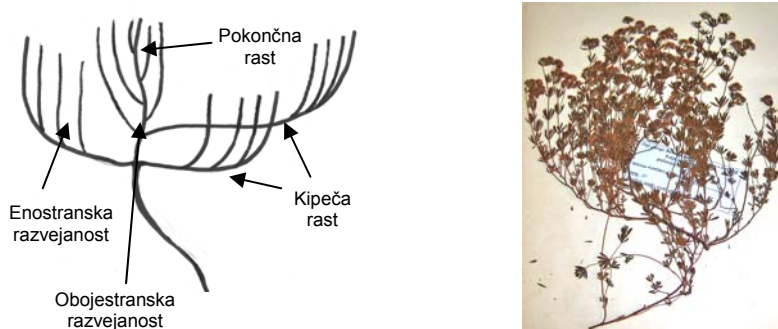 Pokončna
rast
Enostranska
razvejanost
Kipeča
rast
Obojestranska
razvejanost